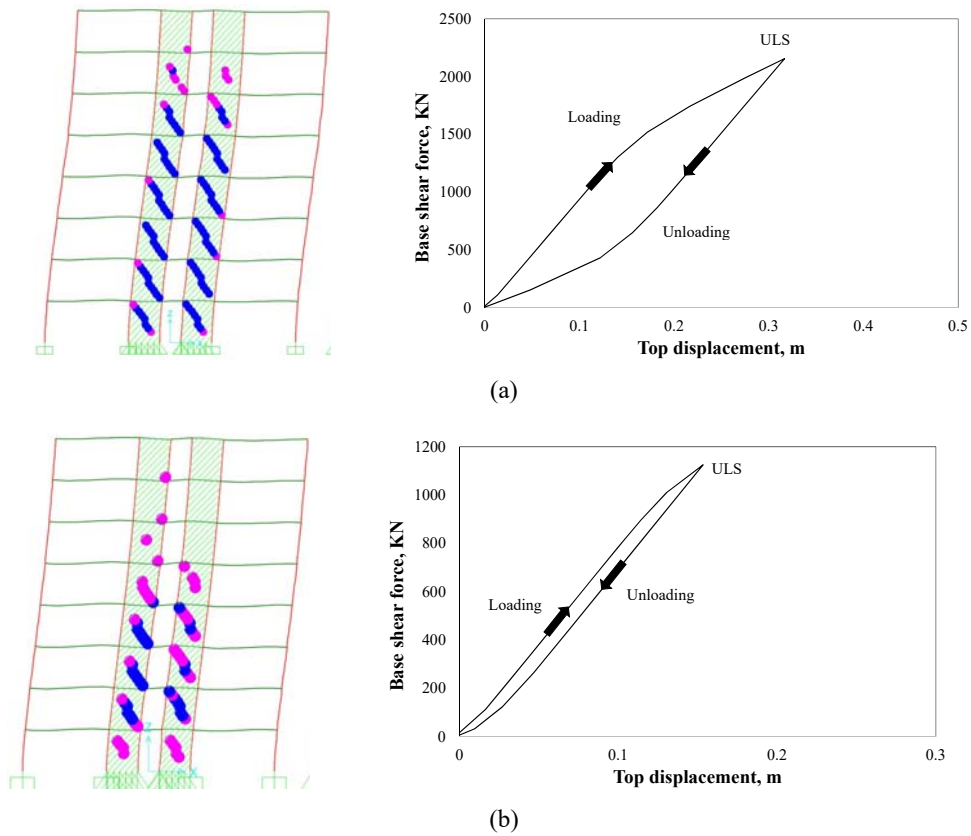 2500
2000
1500
1000
500
0
Base shear force, KN
ULS
Loading
Unloading
0
0.1
0.2
0.3
0.4
0.5
Top displacement, m
(a)
1200
1000
800
600
400
200
0
Base shear force, KN
ULS
Loading
Unloading
0
0.1
0.2
0.3
Top displacement, m
Z
X
(b)